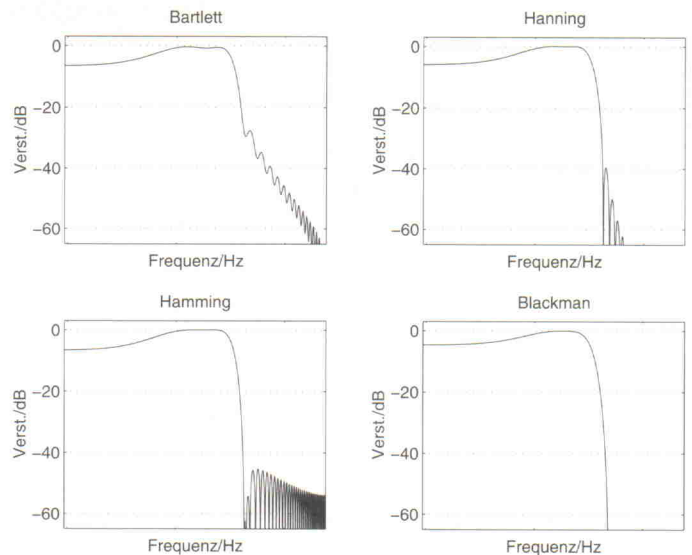 Bartlett
0
−20
−40
−60
Verst./dB
Frequenz/Hz
Hanning
0
−20
−40
−60
Verst./dB
Frequenz/Hz
Hamming
0
−20
−40
−60
Verst./dB
Frequenz/Hz
Blackman
0
−20
−40
−60
Verst./dB
Frequenz/Hz